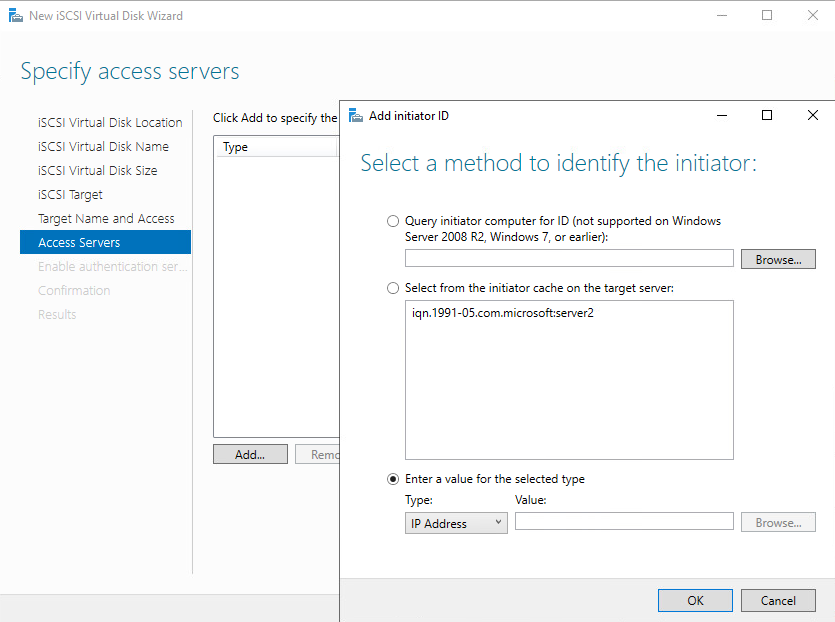 New iSCSI Virtual Disk Wizard
Specify access servers
iSCSI Virtual Disk Location
iSCSI Virtual Disk Name
iSCSI Virtual Disk Size
iSCSI Target
Target Name and Access
Access Servers
Enable authentication ser...
Confirmation
Results
Click Add to specify the
Type
Add...
Remo
Add initiator ID
Select a method to identify the initiator:
Query initiator computer for ID (not supported on Windows
Server 2008 R2, Windows 7, or earlier):
Browse...
Select from the initiator cache on the target server:
iqn.1991-05.com.microsoft:server2
Enter a value for the selected type
Type: Value:
IP Address Browse...
OK Cancel